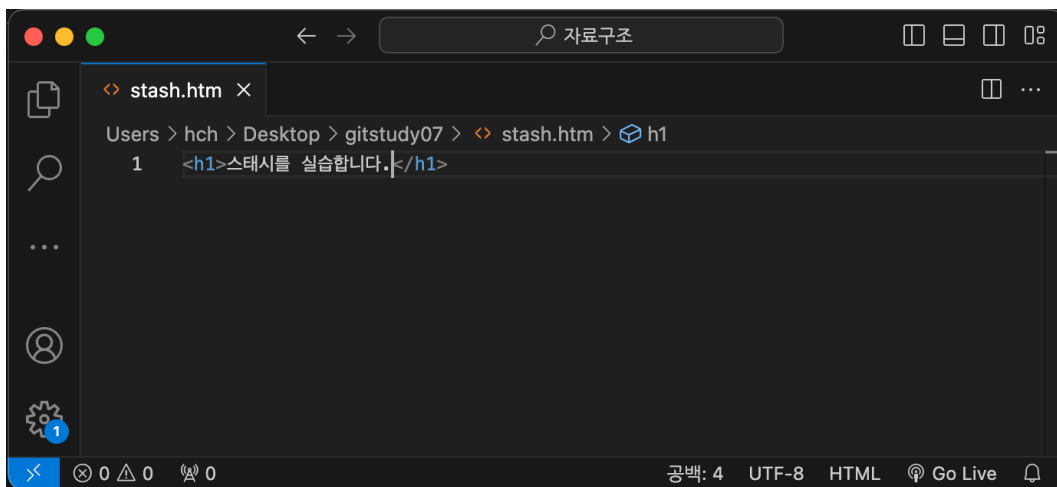 자료구조
stash.htm
Users > hch > Desktop > gitstudy07 > stash.htm > h1
1 <h1>스태시를 실습합니다.</h1>
1
0 0 0 공백: 4 UTF-8 HTML Go Live